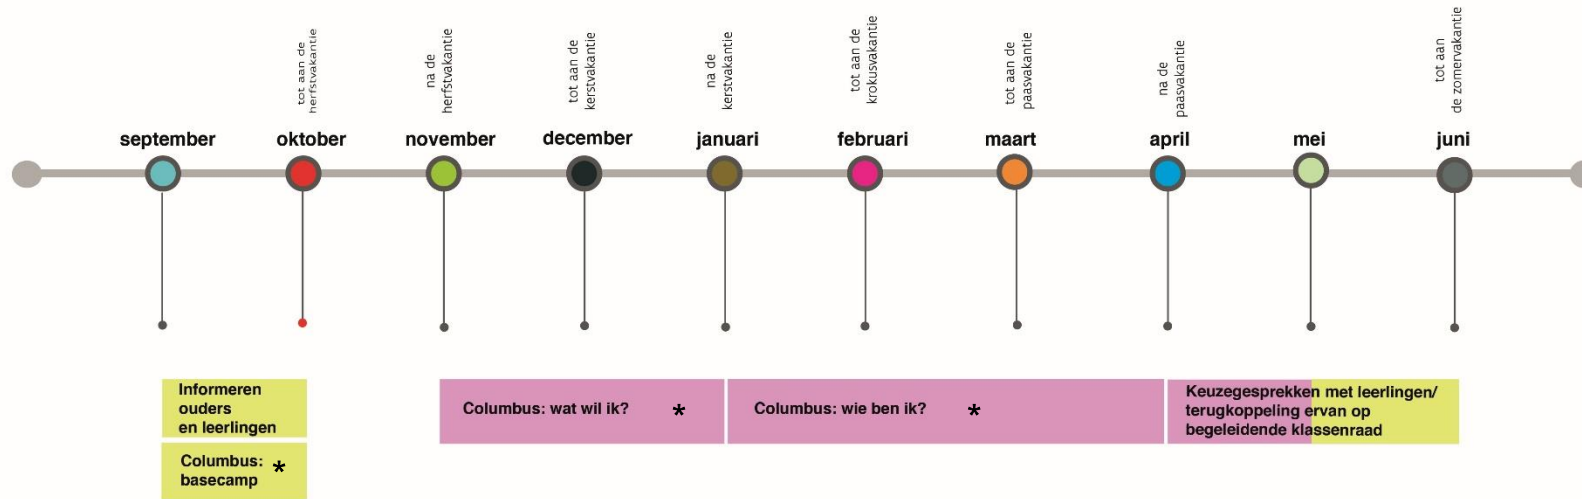 tot aan de
herfstvakantie
na de
herfstvakantie
tot aan de
kerstvakantie
na de
kerstvakantie
tot aan de
krokusvakantie
tot aan de
paasvakantie
na de
paasvakantie
tot aan
de zomervakantie
september
oktober
november
december
januari
februari
maart
april
mei
juni
Informeren
ouders
en leerlingen
Columbus: *
basecamp
Columbus: wat wil ik? *
Columbus: wie ben ik? *
Keuzegesprekken met leerlingen/
terugkoppeling ervan op
begeleidende klassenraad